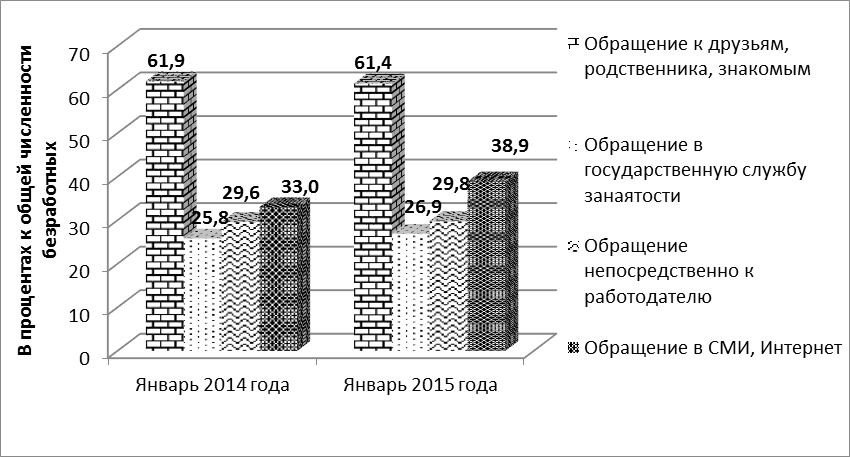 В процентах к общей численности
безработных
70
60
50
40
30
20
10
0
61,9
25,8
29,6
33,0
61,4
26,9
29,8
38,9
Январь 2014 года
Январь 2015 года
Обращение к друзьям,
родственника, знакомым
Обращение в
государственную службу
занаятости
Обращение
непосредственно к
работодателю
Обращение в СМИ, Интернет